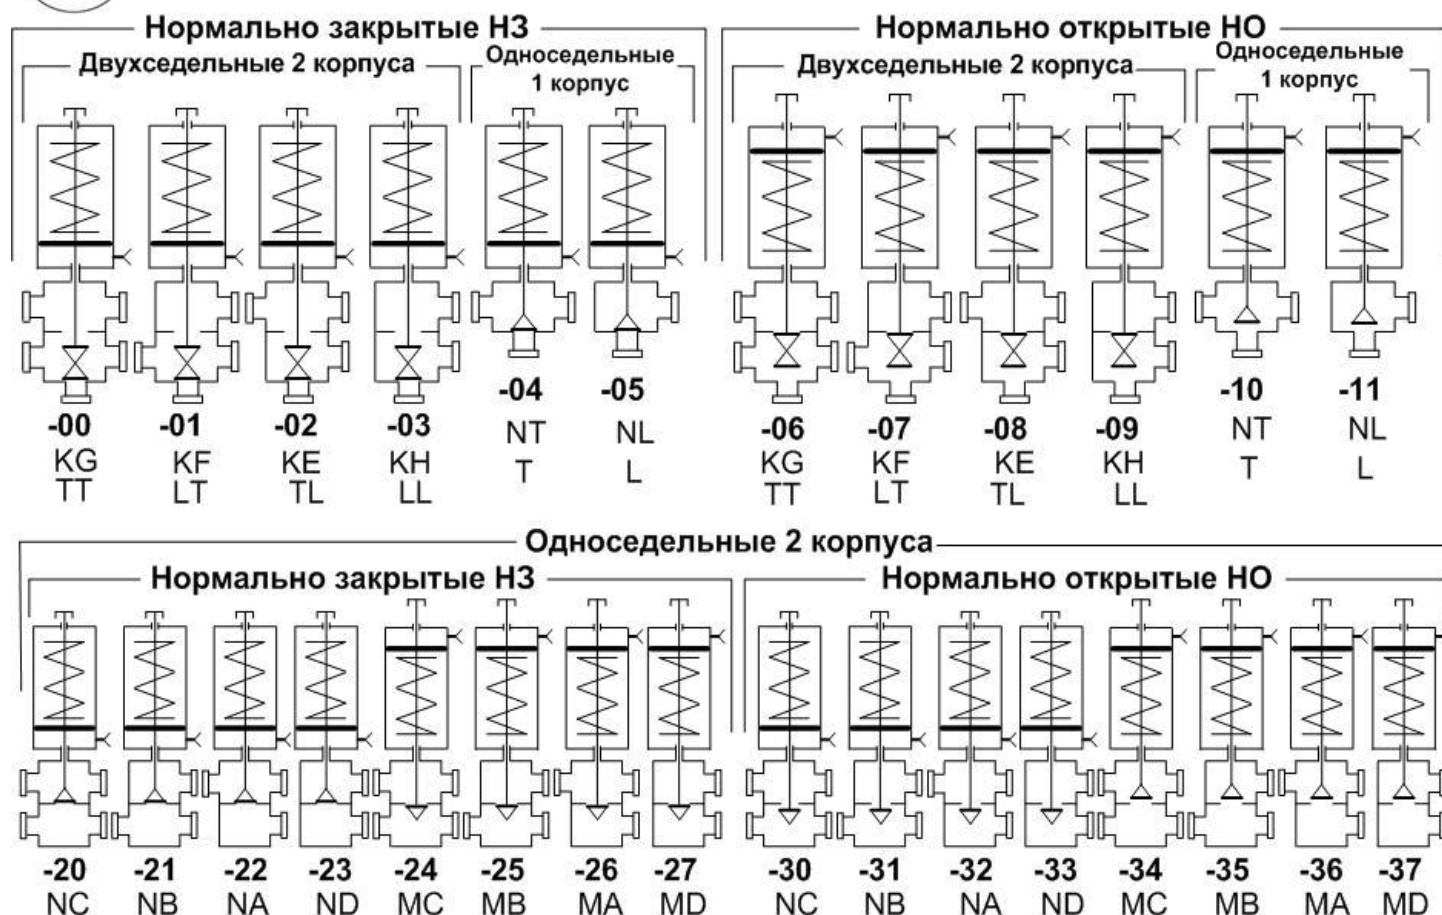 Нормально закрытые НЗ
Нормально открытые НО
Двухседельные 2 корпуса
Односедельные
1 корпус
Двухседельные 2 корпуса
Односедельные
1 корпус
-00 -01 -02 -03 -04 -05
KG KF KE KH NT NL
TT LT TL LL T L
-06 -07 -08 -09 -10 -11
KG KF KE KH NT NL
TT LT TL LL T L
Односедельные 2 корпуса
Нормально закрытые НЗ
Нормально открытые НО
-20 -21 -22 -23 -24 -25 -26 -27 -30 -31 -32 -33 -34 -35 -36 -37
NC NB NA ND MC MB MA MD NC NB NA ND MC MB MA MD